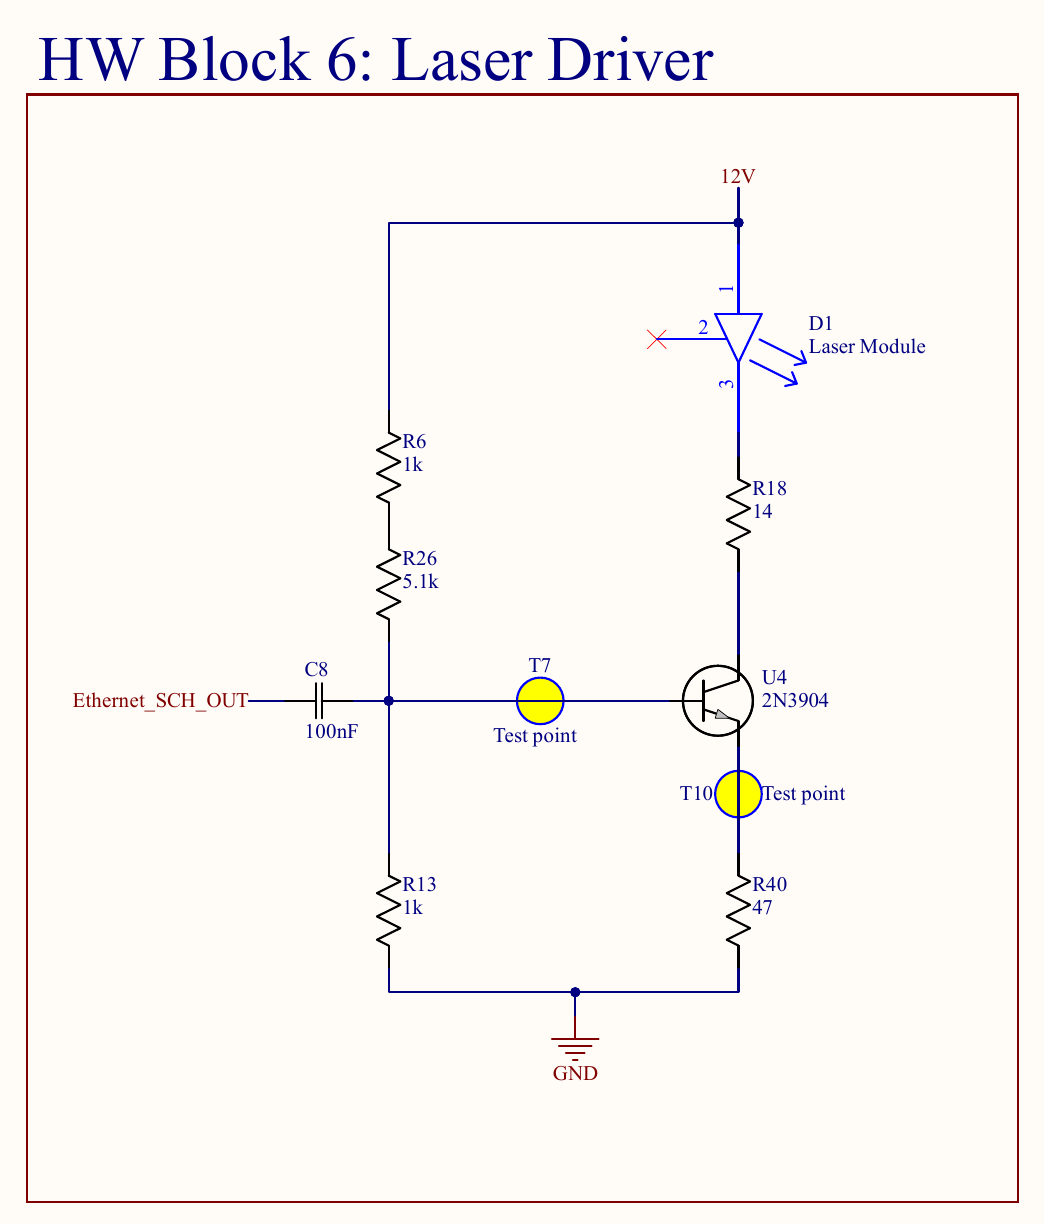 HW Block 6: Laser Driver
12V
1
2
D1
Laser Module
3
R6
1k
R18
14
R26
5.1k
C8
T7
U4
Ethernet_SCH_OUT
2N3904
100nF
Test point
T10
Test point
R13
1k
R40
47
GND